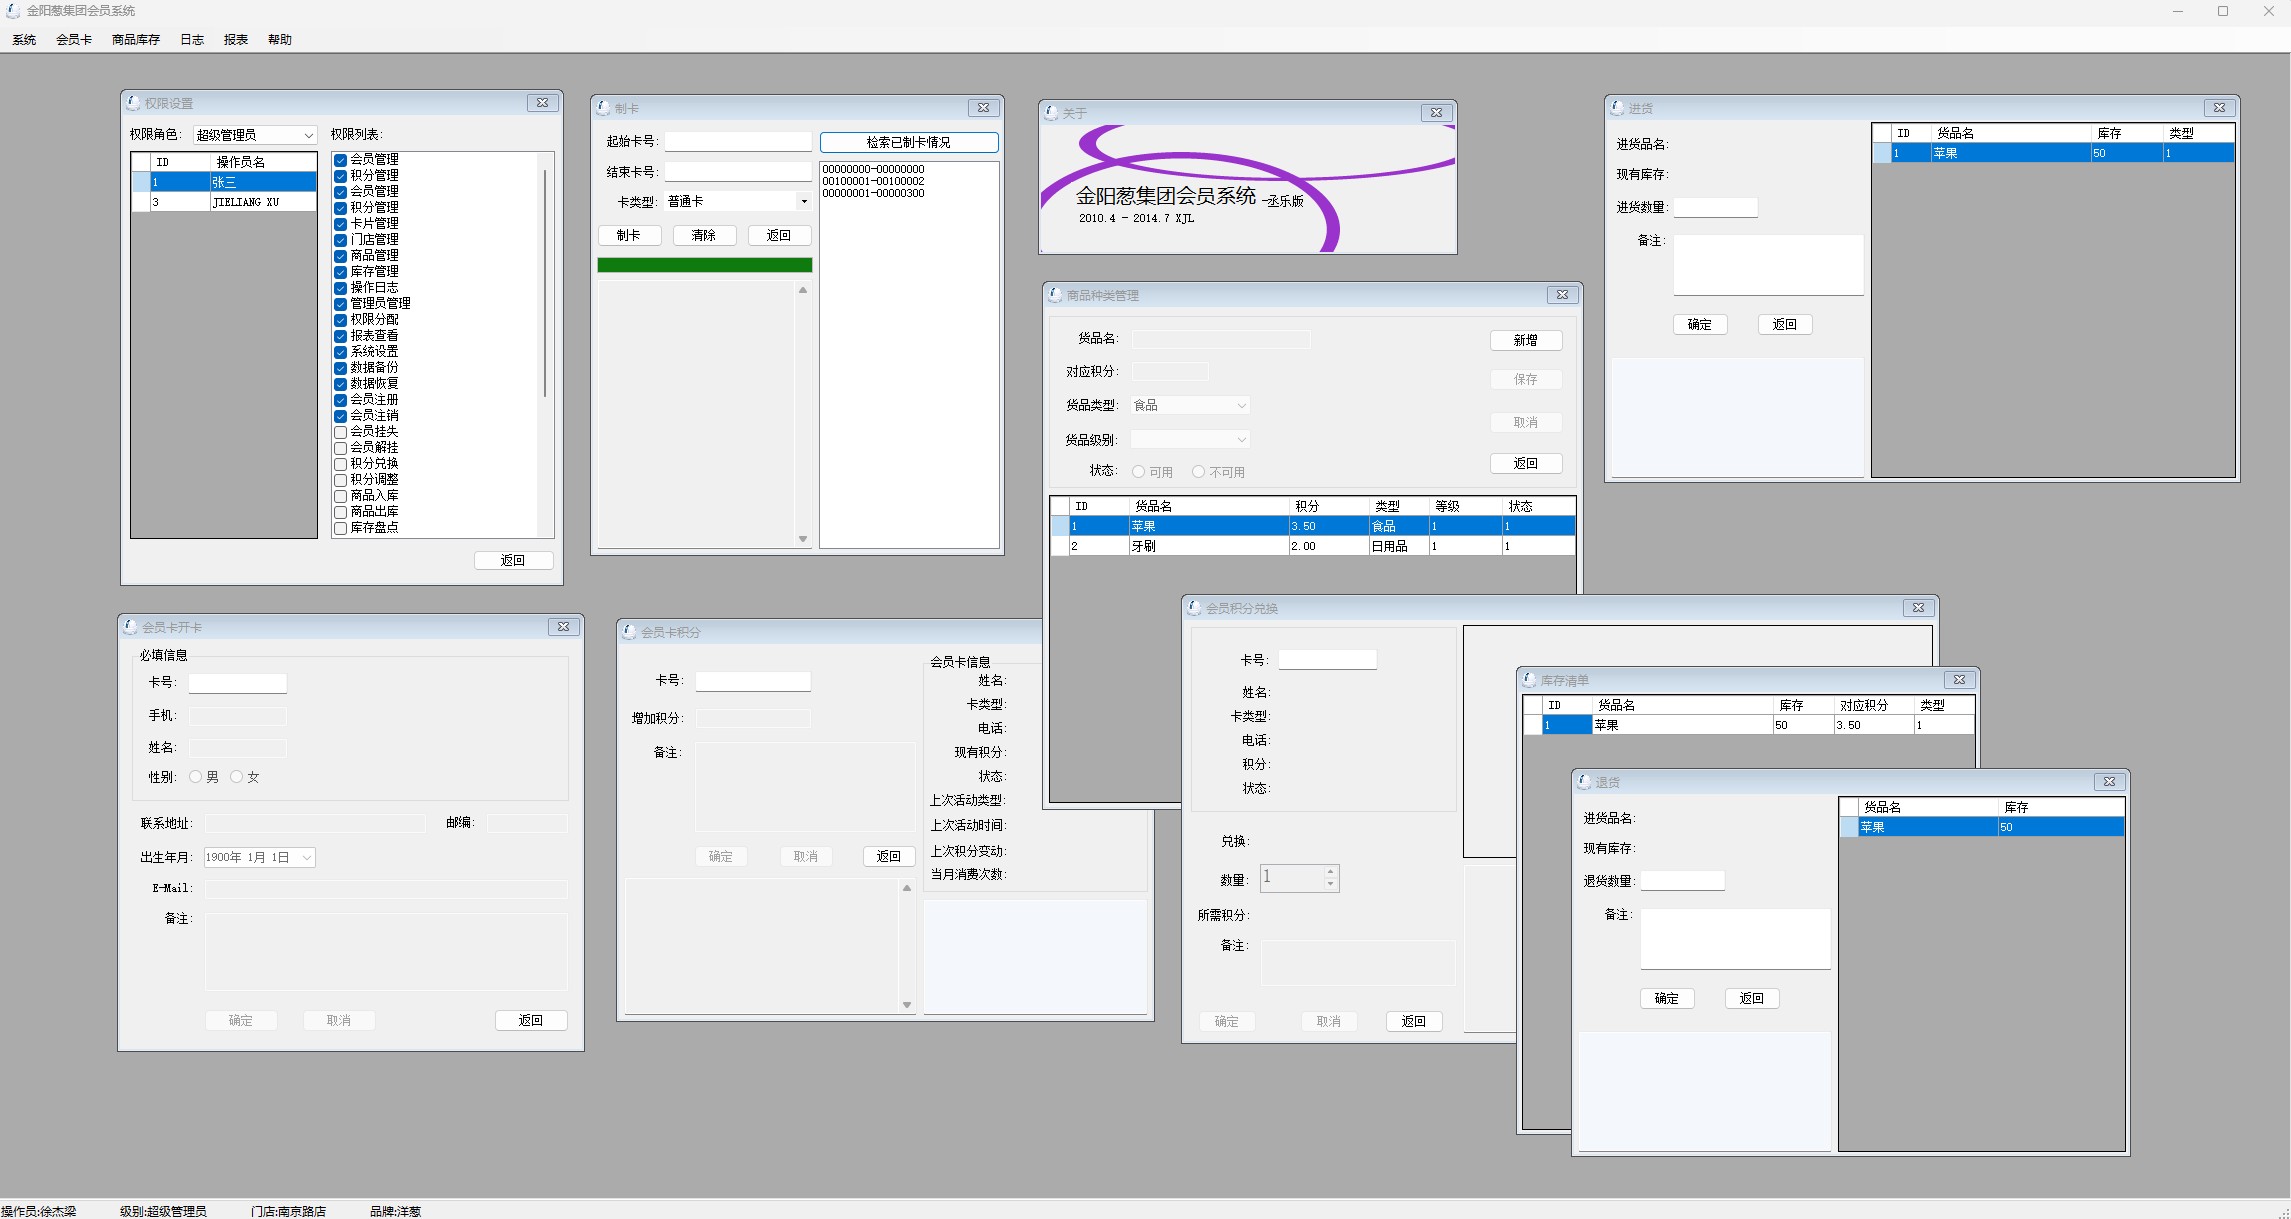 金阳葱集团会员系统
系统 会员卡 商品库存 日志 报表 帮助
权限设置
权限角色: 超级管理员 权限列表:
ID 操作员名
1 张三
3 JIELIANG XU
会员管理
积分管理
会员管理
积分管理
卡片管理
门店管理
商品管理
库存管理
操作日志
管理员管理
权限分配
报表查看
系统设置
数据备份
数据恢复
会员注册
会员注销
会员挂失
会员解挂
积分兑换
积分调整
商品入库
商品出库
库存盘点
返回
制卡
起始卡号:
结束卡号:
卡类型: 普通卡
制卡 清除 返回
检索已制卡情况
00000000-00000000
00100001-00100002
00000001-00000300
关于
金阳葱集团会员系统 -丞乐版
2010.4 - 2014.7 XJL
商品种类管理
货品名: 新增
对应积分: 保存
货品类型: 食品
货品级别: 取消
状态: 可用 不可用 返回
ID 货品名 积分 类型 等级 状态
1 苹果 3.50 食品 1 1
2 牙刷 2.00 日用品 1 1
进货
进货品名:
现有库存:
进货数量:
备注:
确定 返回
ID 货品名 库存 类型
1 苹果 50 1
会员卡开卡
必填信息
卡号:
手机:
姓名:
性别: 男 女
联系地址: 邮编:
出生年月: 1900年 1月 1日
E-Mail:
备注:
确定 取消 返回
会员卡积分
卡号:
增加积分:
备注:
确定 取消 返回
会员卡信息
姓名:
卡类型:
电话:
现有积分:
状态:
上次活动类型:
上次活动时间:
上次积分变动:
当月消费次数:
会员积分兑换
卡号:
姓名:
卡类型:
电话:
积分:
状态:
兑换:
数量: 1
所需积分:
备注:
确定 取消 返回
库存清单
ID 货品名 库存 对应积分 类型
1 苹果 50 3.50 1
退货
进货品名:
现有库存:
退货数量:
备注:
确定 返回
货品名 库存
苹果 50
操作员:徐杰梁 级别:超级管理员 门店:南京路店 品牌:洋葱